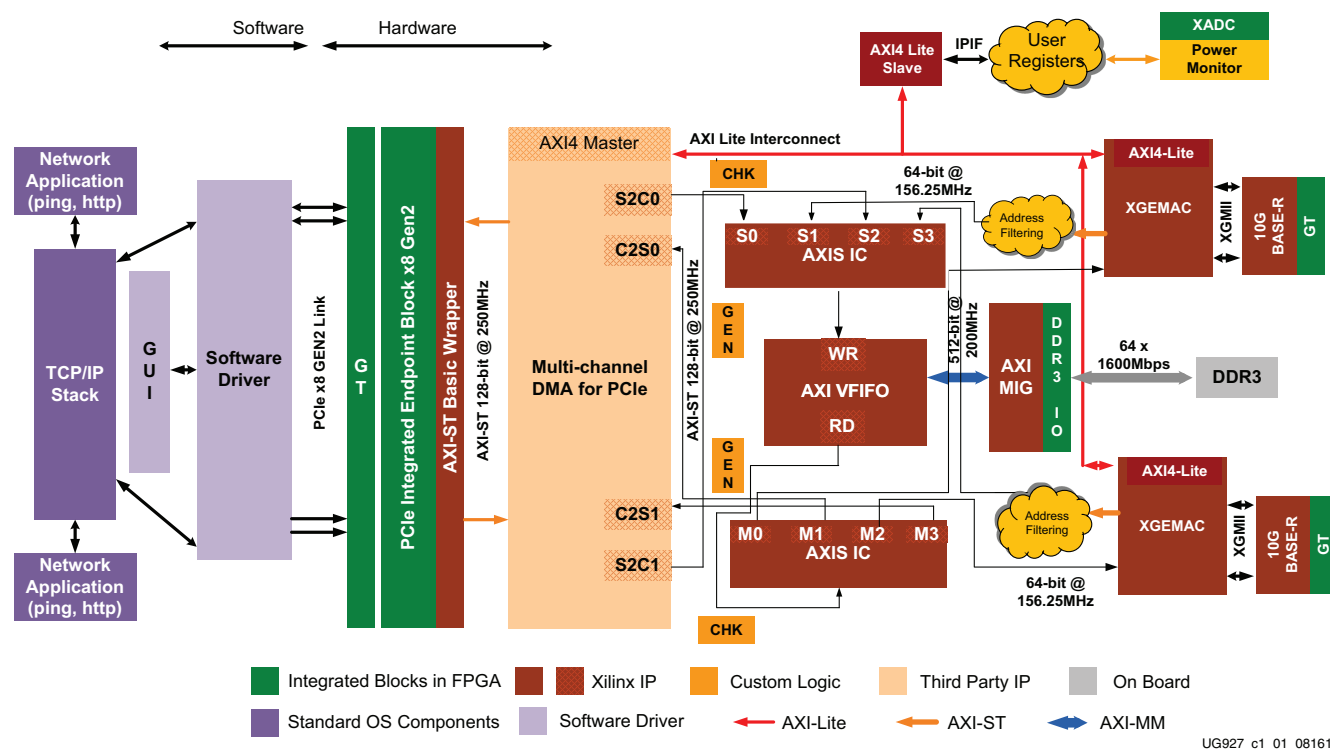 Software
Hardware
XADC
Power
Monitor
AXI4 Lite
Slave
IPIF
User
Registers
Network
Application
(ping, http)
TCP/IP
Stack
Network
Application
(ping, http)
GUI
Software
Driver
PCIe x8 GEN2 Link
GT
PCIe Integrated Endpoint Block x8 Gen2
AXI-ST Basic Wrapper
AXI-ST 128-bit @ 250MHz
AXI4 Master
S2C0
C2S0
Multi-channel
DMA for PCIe
C2S1
S2C1
AXI Lite Interconnect
CHK
64-bit @
156.25MHz
S0 S1 S2 S3
AXIS IC
AXI-ST 128-bit @ 250MHz
GEN
WR
AXI VFIFO
RD
GEN
M0 M1 M2 M3
AXIS IC
CHK
512-bit @
200MHz
AXI
MIG
DDR3 IO
64 x
1600Mbps
DDR3
Address
Filtering
AXI4-Lite
XGEMAC
XGMII
10G
BASE-R
GT
Address
Filtering
AXI4-Lite
XGEMAC
XGMII
10G
BASE-R
GT
64-bit @
156.25MHz
Integrated Blocks in FPGA
Xilinx IP
Custom Logic
Third Party IP
On Board
Standard OS Components
Software Driver
AXI-Lite
AXI-ST
AXI-MM
UG927_c1_01_08161